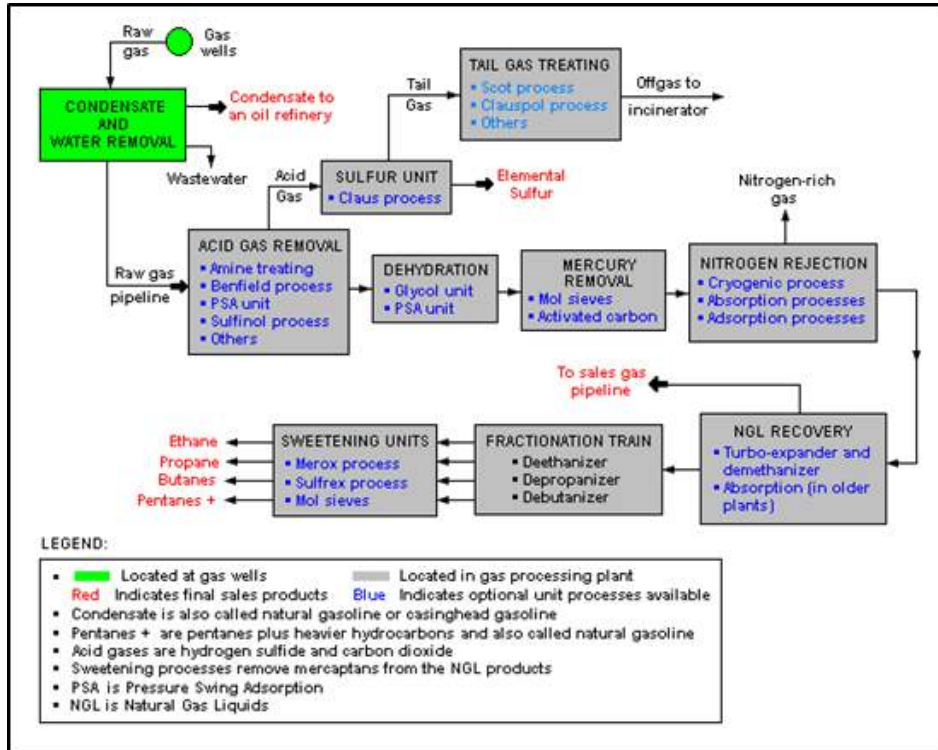 Raw
gas
Gas
wells
CONDENSATE
AND
WATER REMOVAL
Condensate to
an oil refinery
Wastewater
Raw gas
pipeline
Acid
Gas
Tail
Gas
TAIL GAS TREATING
▪ Scot process
▪ Clauspol process
▪ Others
Offgas to
incinerator
SULFUR UNIT
▪ Claus process
Elemental
Sulfur
Nitrogen-rich
gas
ACID GAS REMOVAL
▪ Amine treating
▪ Benfield process
▪ PSA unit
▪ Sulfinol process
▪ Others
DEHYDRATION
▪ Glycol unit
▪ PSA unit
MERCURY
REMOVAL
▪ Mol sieves
▪ Activated carbon
NITROGEN REJECTION
▪ Cryogenic process
▪ Absorption processes
▪ Adsorption processes
To sales gas
pipeline
NGL RECOVERY
▪ Turbo-expander and
demethanizer
▪ Absorption (in older
plants)
FRACTIONATION TRAIN
▪ Deethanizer
▪ Depropanizer
▪ Debutanizer
SWEETENING UNITS
▪ Merox process
▪ Sulfrex process
▪ Mol sieves
Ethane
Propane
Butanes
Pentanes +
LEGEND:
▪ Located at gas wells Located in gas processing plant
Red Indicates final sales products Blue Indicates optional unit processes available
▪ Condensate is also called natural gasoline or casinghead gasoline
▪ Pentanes + are pentanes plus heavier hydrocarbons and also called natural gasoline
▪ Acid gases are hydrogen sulfide and carbon dioxide
▪ Sweetening processes remove mercaptans from the NGL products
▪ PSA is Pressure Swing Adsorption
▪ NGL is Natural Gas Liquids